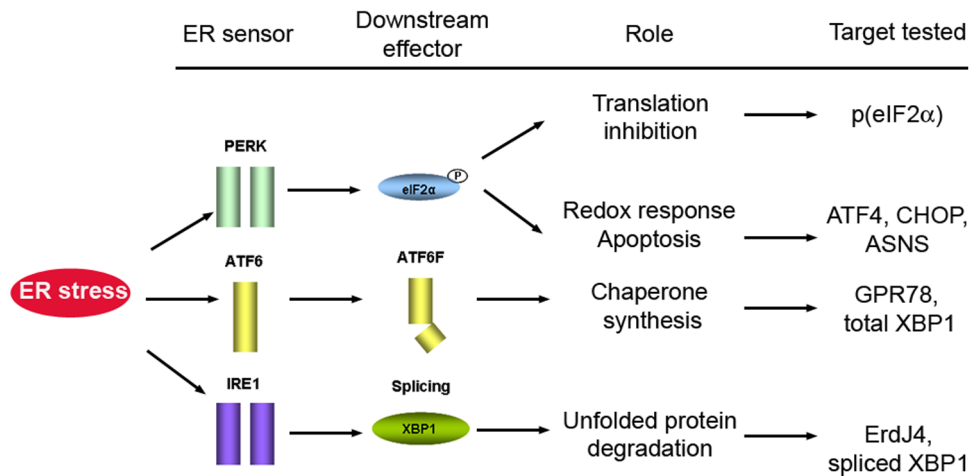 ER sensor
Downstream
effector
Role
Target tested
Translation
inhibition
p(eIF2α)
PERK
eIF2α
P
Redox response
Apoptosis
ATF4, CHOP,
ASNS
ER stress
ATF6
ATF6F
Chaperone
synthesis
GPR78,
total XBP1
IRE1
Splicing
XBP1
Unfolded protein
degradation
ErdJ4,
spliced XBP1